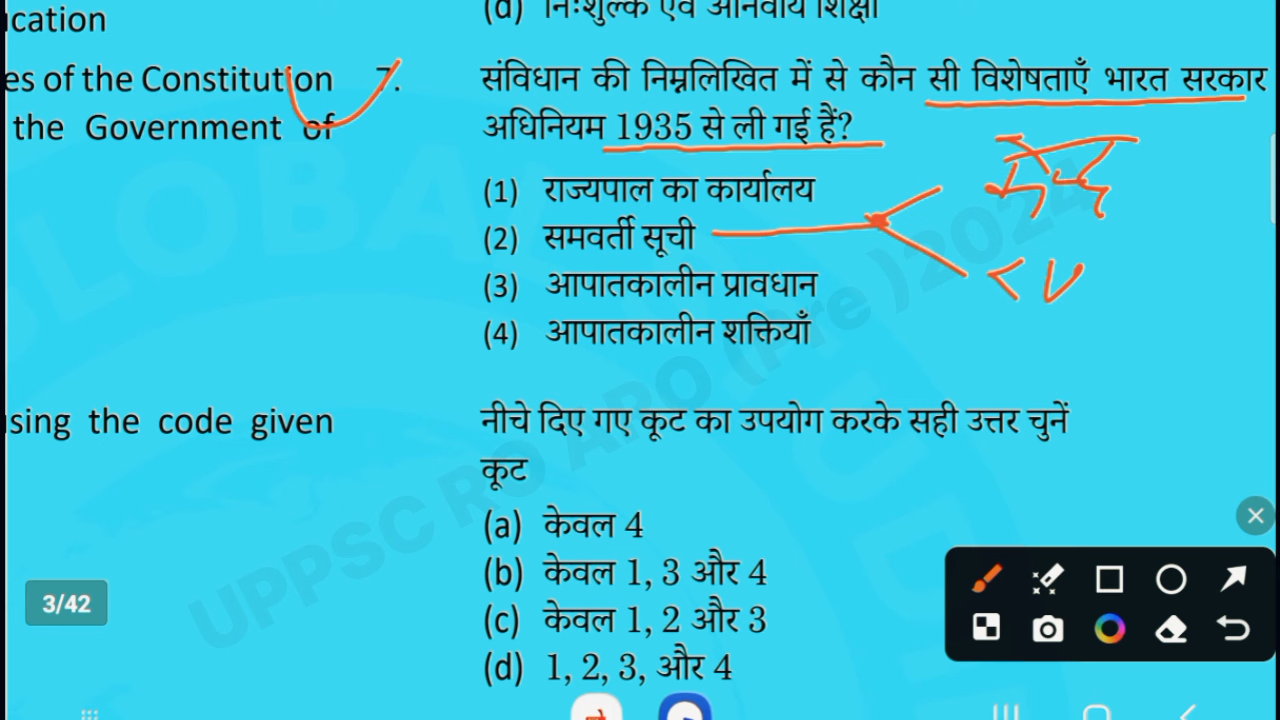 ucation
(d) निःशुल्क एवं अनिवार्य शिक्षा
es of the Constitution
the Government of
sing the code given
7. संविधान की निम्नलिखित में से कौन सी विशेषताएँ भारत सरकार
अधिनियम 1935 से ली गई हैं?
(1) राज्यपाल का कार्यालय
(2) समवर्ती सूची
(3) आपातकालीन प्रावधान
(4) आपातकालीन शक्तियाँ
नीचे दिए गए कूट का उपयोग करके सही उत्तर चुनें
कूट
(a) केवल 4
(b) केवल 1, 3 और 4
(c) केवल 1, 2 और 3
(d) 1, 2, 3, और 4
UPPSC RO ARO (Pre) 2024
GLOBAL
3/42